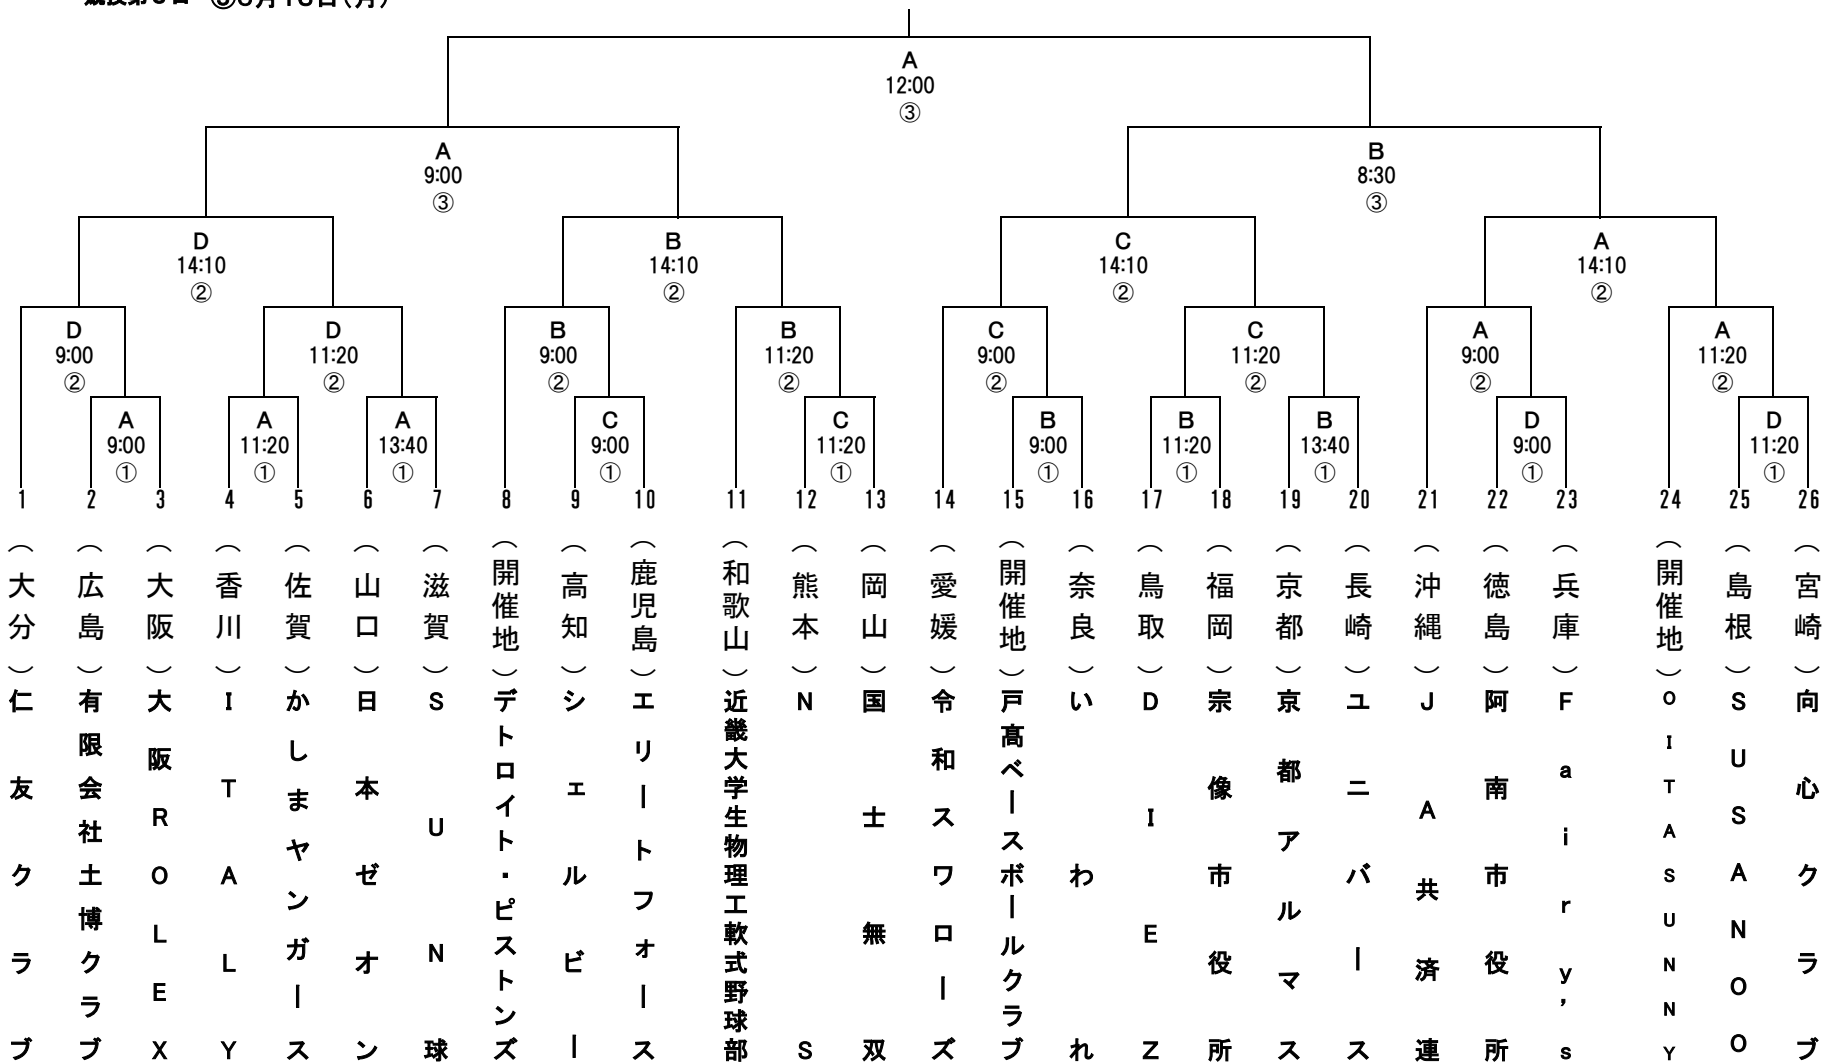 A
12:00
③
A
9:00
③
B
8:30
③
D
14:10
②
B
14:10
②
C
14:10
②
A
14:10
②
D
9:00
②
D
11:20
②
B
9:00
②
B
11:20
②
C
9:00
②
C
11:20
②
A
9:00
②
A
11:20
②
A
9:00
①
A
11:20
①
A
13:40
①
C
9:00
①
C
11:20
①
B
9:00
①
B
11:20
①
B
13:40
①
D
9:00
①
D
11:20
①
1 (大分) 仁友クラブ
2 (広島) 有限会社土博クラブ
3 (大阪) 大阪ROLEX
4 (香川) ITALY
5 (佐賀) かしまヤンガース
6 (山口) 日本ゼオン
7 (滋賀) SUN球
8 (開催地) デトロイト・ピストンズ
9 (高知) シェルビー
10 (鹿児島) エリートフォース
11 (和歌山) 近畿大学生物理工軟式野球部
12 (熊本) NS
13 (岡山) 国士無双
14 (愛媛) 令和スワローズ
15 (開催地) 戸髙ベースボールクラブ
16 (奈良) いわれ
17 (鳥取) DIEZ
18 (福岡) 宗像市役所
19 (京都) 京都アルマス
20 (長崎) ユニバース
21 (沖縄) JA共済連
22 (徳島) 阿南市役所
23 (兵庫) Fairy's
24 (開催地) OITASUNNY
25 (島根) SUSANOO
26 (宮崎) 向心クラブ